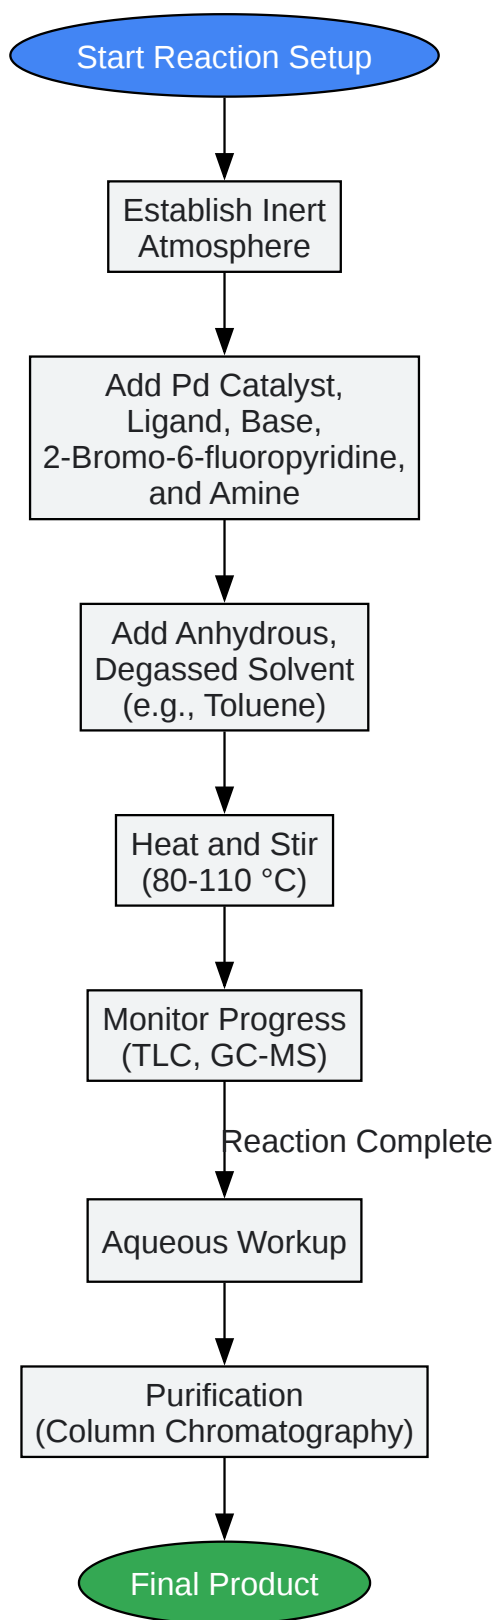 Start Reaction Setup
Establish Inert
Atmosphere
Add Pd Catalyst,
Ligand, Base,
2-Bromo-6-fluoropyridine,
and Amine
Add Anhydrous,
Degassed Solvent
(e.g., Toluene)
Heat and Stir
(80-110 °C)
Monitor Progress
(TLC, GC-MS)
Reaction Complete
Aqueous Workup
Purification
(Column Chromatography)
Final Product